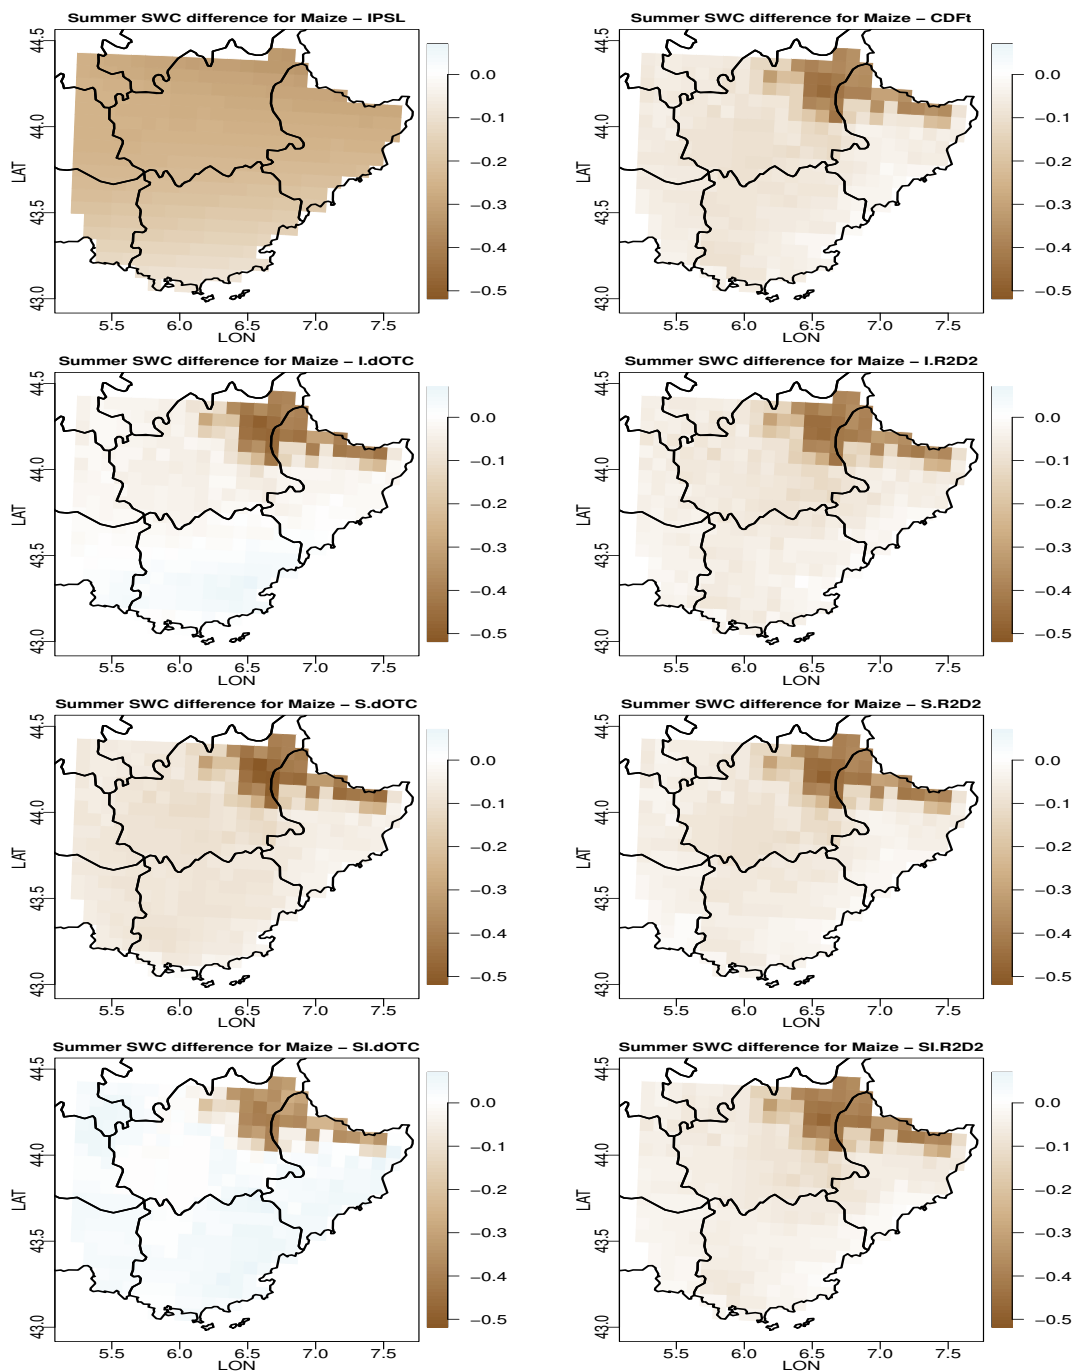 Summer SWC difference for Maize − IPSL
44.5
44.0
43.5
43.0
LAT
5.5 6.0 6.5 7.0 7.5
LON
0.0
−0.1
−0.2
−0.3
−0.4
−0.5
Summer SWC difference for Maize − CDFt
44.5
44.0
43.5
43.0
LAT
5.5 6.0 6.5 7.0 7.5
LON
0.0
−0.1
−0.2
−0.3
−0.4
−0.5
Summer SWC difference for Maize − I.dOTC
44.5
44.0
43.5
43.0
LAT
5.5 6.0 6.5 7.0 7.5
LON
0.0
−0.1
−0.2
−0.3
−0.4
−0.5
Summer SWC difference for Maize − I.R2D2
44.5
44.0
43.5
43.0
LAT
5.5 6.0 6.5 7.0 7.5
LON
0.0
−0.1
−0.2
−0.3
−0.4
−0.5
Summer SWC difference for Maize − S.dOTC
44.5
44.0
43.5
43.0
LAT
5.5 6.0 6.5 7.0 7.5
LON
0.0
−0.1
−0.2
−0.3
−0.4
−0.5
Summer SWC difference for Maize − S.R2D2
44.5
44.0
43.5
43.0
LAT
5.5 6.0 6.5 7.0 7.5
LON
0.0
−0.1
−0.2
−0.3
−0.4
−0.5
Summer SWC difference for Maize − SI.dOTC
44.5
44.0
43.5
43.0
LAT
5.5 6.0 6.5 7.0 7.5
LON
0.0
−0.1
−0.2
−0.3
−0.4
−0.5
Summer SWC difference for Maize − SI.R2D2
44.5
44.0
43.5
43.0
LAT
5.5 6.0 6.5 7.0 7.5
LON
0.0
−0.1
−0.2
−0.3
−0.4
−0.5